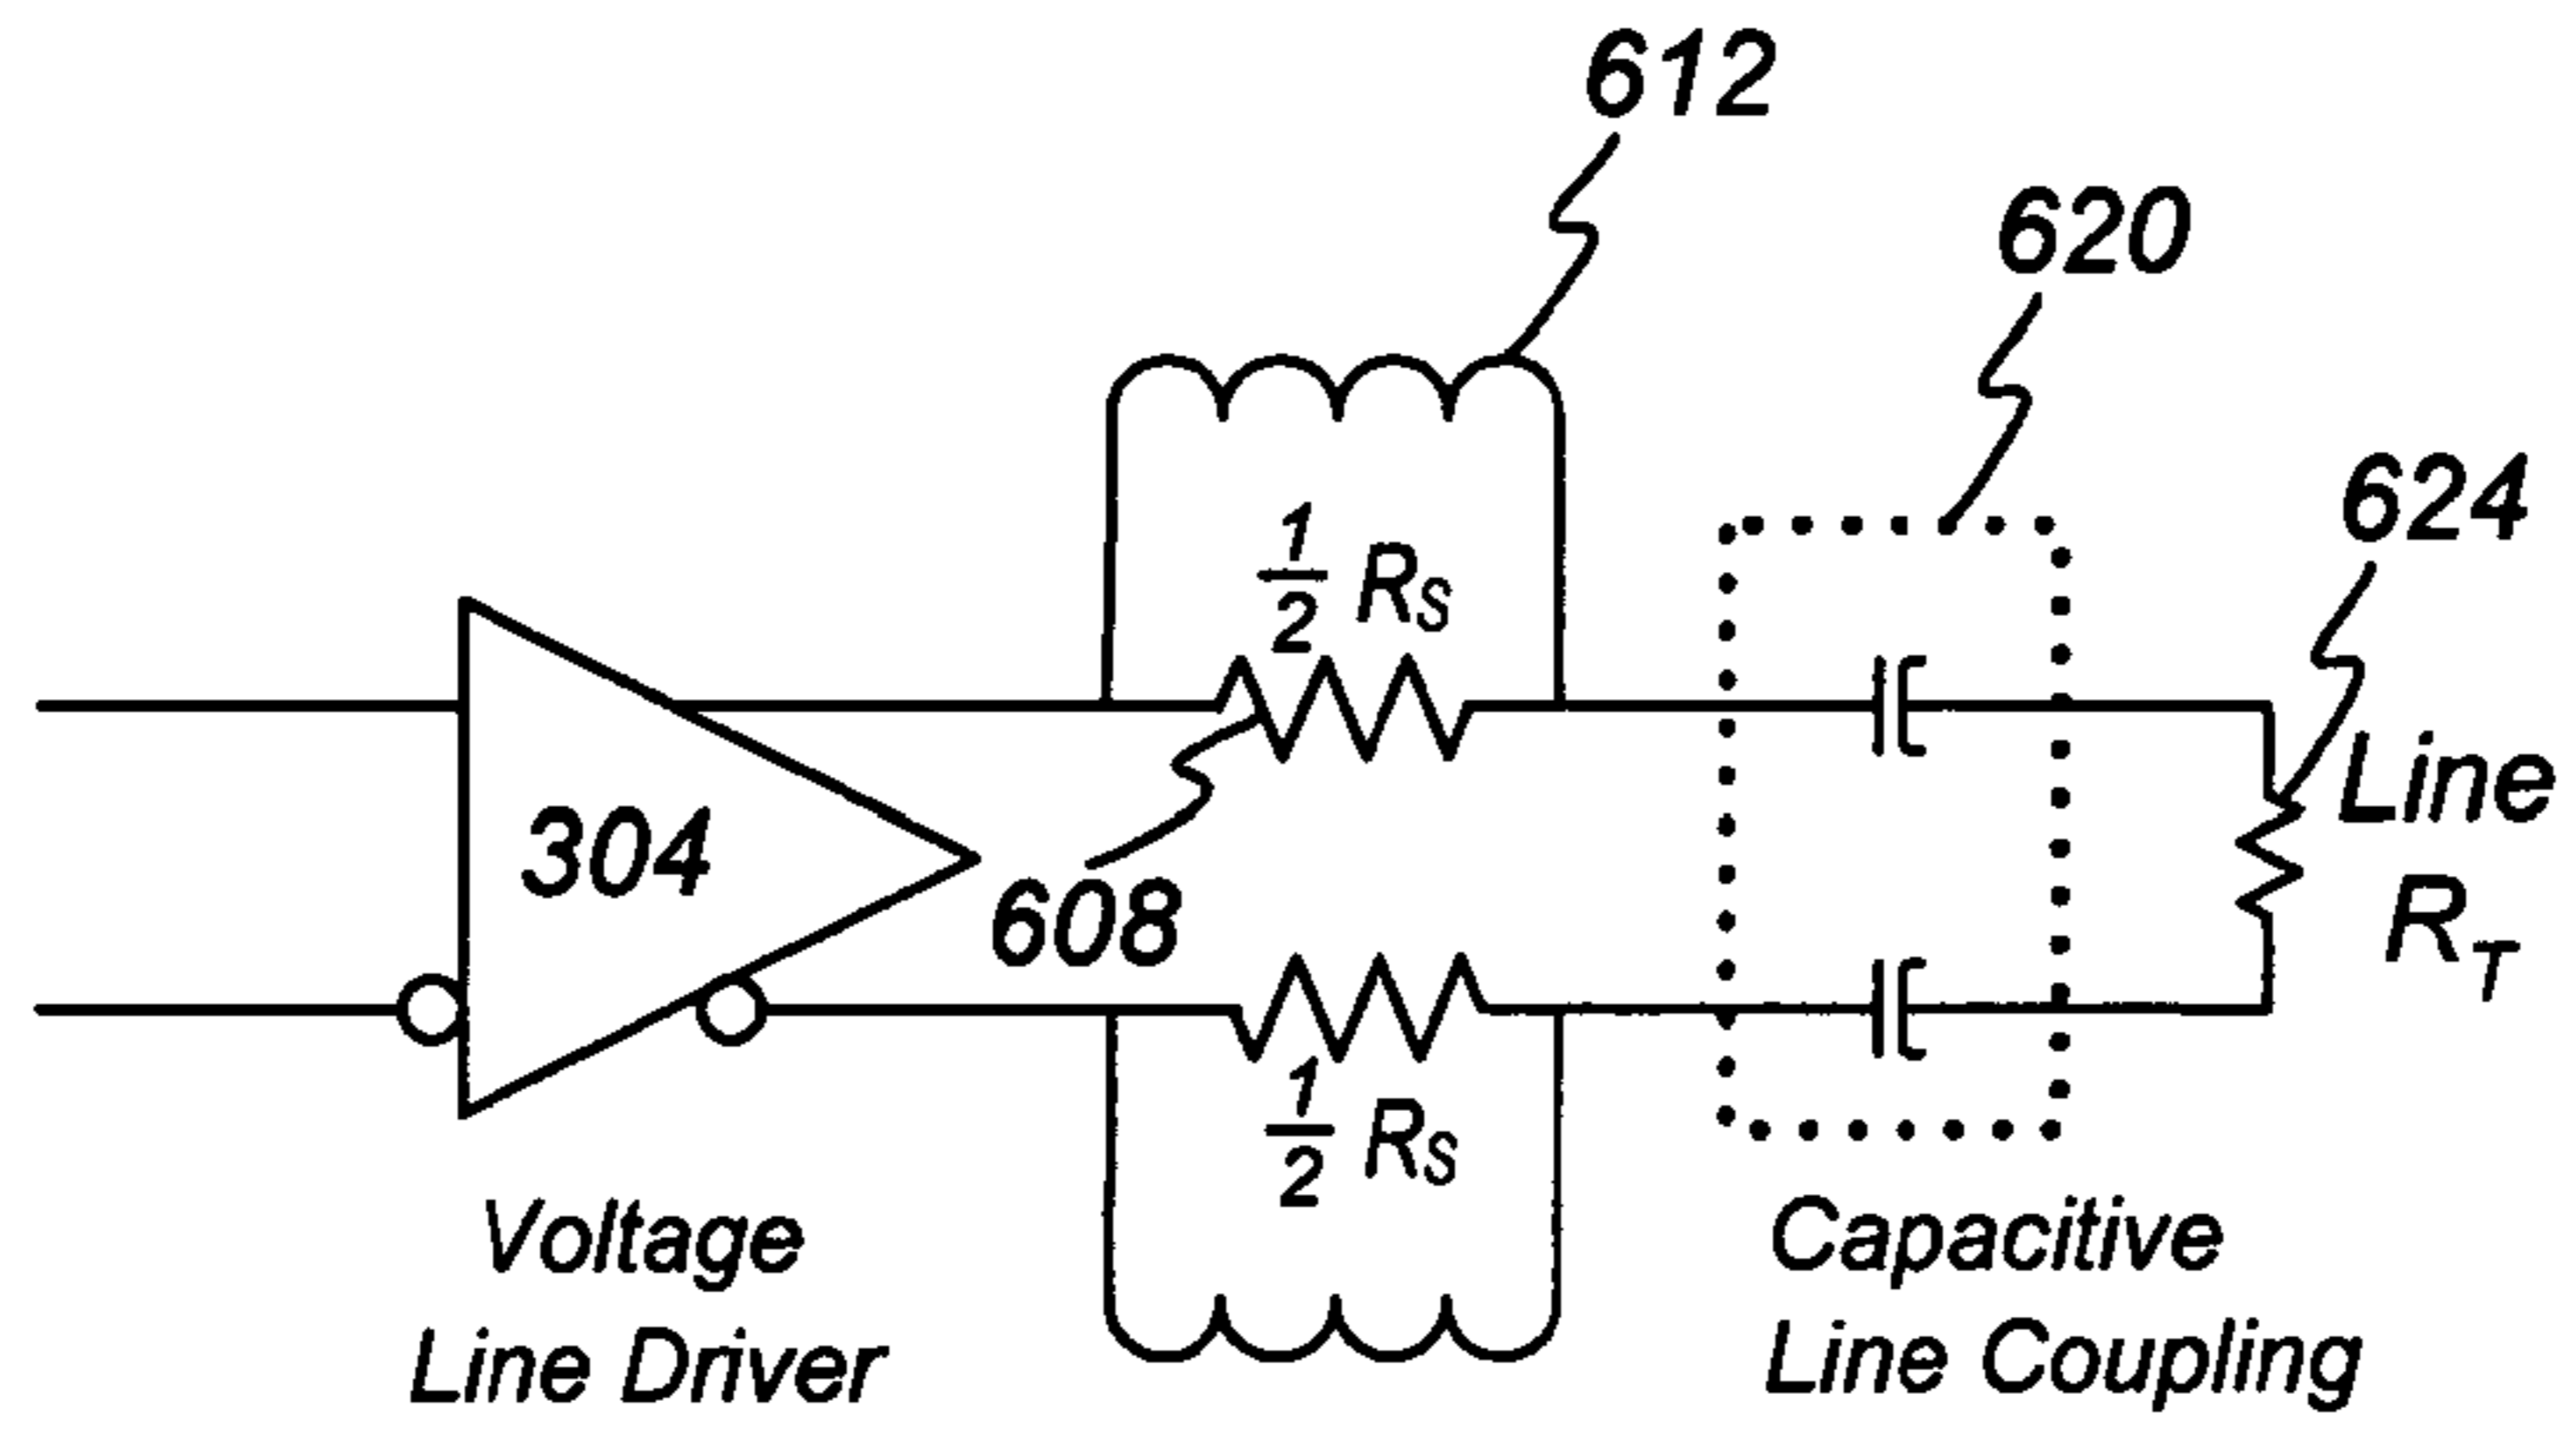 612
620
624
1/2 RS
304
608
Line
RT
1/2 RS
Voltage
Line Driver
Capacitive
Line Coupling